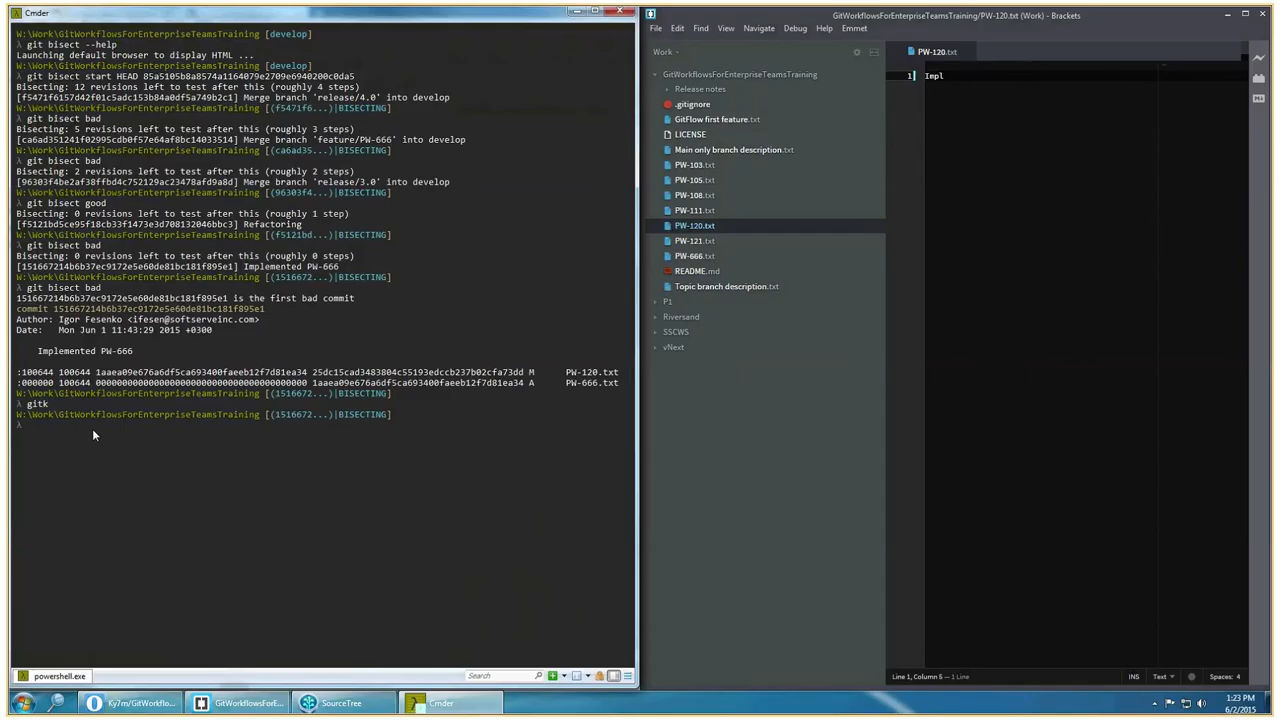 Cmder
W:\Work\GitWorkflowsForEnterpriseTeamsTraining [develop]
λ git bisect --help
Launching default browser to display HTML ...
W:\Work\GitWorkflowsForEnterpriseTeamsTraining [develop]
λ git bisect start HEAD 85a5105b8a8574a1164079e2709e6940200c0da5
Bisecting: 12 revisions left to test after this (roughly 4 steps)
[f5471f6157d42f01c5adc153b84a0df5a749b2c1] Merge branch 'release/4.0' into develop
W:\Work\GitWorkflowsForEnterpriseTeamsTraining [(f5471f6...)|BISECTING]
λ git bisect bad
Bisecting: 5 revisions left to test after this (roughly 3 steps)
[ca6ad351241f02995cdb0f57e64af8bc14033514] Merge branch 'feature/PW-666' into develop
W:\Work\GitWorkflowsForEnterpriseTeamsTraining [(ca6ad35...)|BISECTING]
λ git bisect bad
Bisecting: 2 revisions left to test after this (roughly 2 steps)
[96303f4be2af38ffbd4c752129ac23478afd9a8d] Merge branch 'release/3.0' into develop
W:\Work\GitWorkflowsForEnterpriseTeamsTraining [(96303f4...)|BISECTING]
λ git bisect good
Bisecting: 0 revisions left to test after this (roughly 1 step)
[f5121bd5ce95f18cb33f1473e3d708132046bbc3] Refactoring
W:\Work\GitWorkflowsForEnterpriseTeamsTraining [(f5121bd...)|BISECTING]
λ git bisect bad
Bisecting: 0 revisions left to test after this (roughly 0 steps)
[151667214b6b37ec9172e5e60de81bc181f895e1] Implemented PW-666
W:\Work\GitWorkflowsForEnterpriseTeamsTraining [(1516672...)|BISECTING]
λ git bisect bad
151667214b6b37ec9172e5e60de81bc181f895e1 is the first bad commit
commit 151667214b6b37ec9172e5e60de81bc181f895e1
Author: Igor Fesenko <ifesen@softserveinc.com>
Date:   Mon Jun 1 11:43:29 2015 +0300
Implemented PW-666
:100644 100644 1aaea09e676a6df5ca693400faeeb12f7d81ea34 25dc15cad3483804c55193edccb237b02cfa73dd M PW-120.txt
:000000 100644 0000000000000000000000000000000000000000 1aaea09e676a6df5ca693400faeeb12f7d81ea34 A PW-666.txt
W:\Work\GitWorkflowsForEnterpriseTeamsTraining [(1516672...)|BISECTING]
λ gitk
W:\Work\GitWorkflowsForEnterpriseTeamsTraining [(1516672...)|BISECTING]
λ
powershell.exe
Search
GitWorkflowsForEnterpriseTeamsTraining/PW-120.txt (Work) - Brackets
File Edit Find View Navigate Debug Help Emmet
Work
GitWorkflowsForEnterpriseTeamsTraining
Release notes
.gitignore
GitFlow first feature.txt
LICENSE
Main only branch description.txt
PW-103.txt
PW-105.txt
PW-108.txt
PW-111.txt
PW-120.txt
PW-121.txt
PW-666.txt
README.md
Topic branch description.txt
P1
Riversand
SSCWS
vNext
PW-120.txt
1 Impl
Line 1, Column 5 — 1 Line
INS Text Spaces: 4
Ky7m/GitWorkflo...
GitWorkflowsForE...
SourceTree
Cmder
1:23 PM
6/2/2015